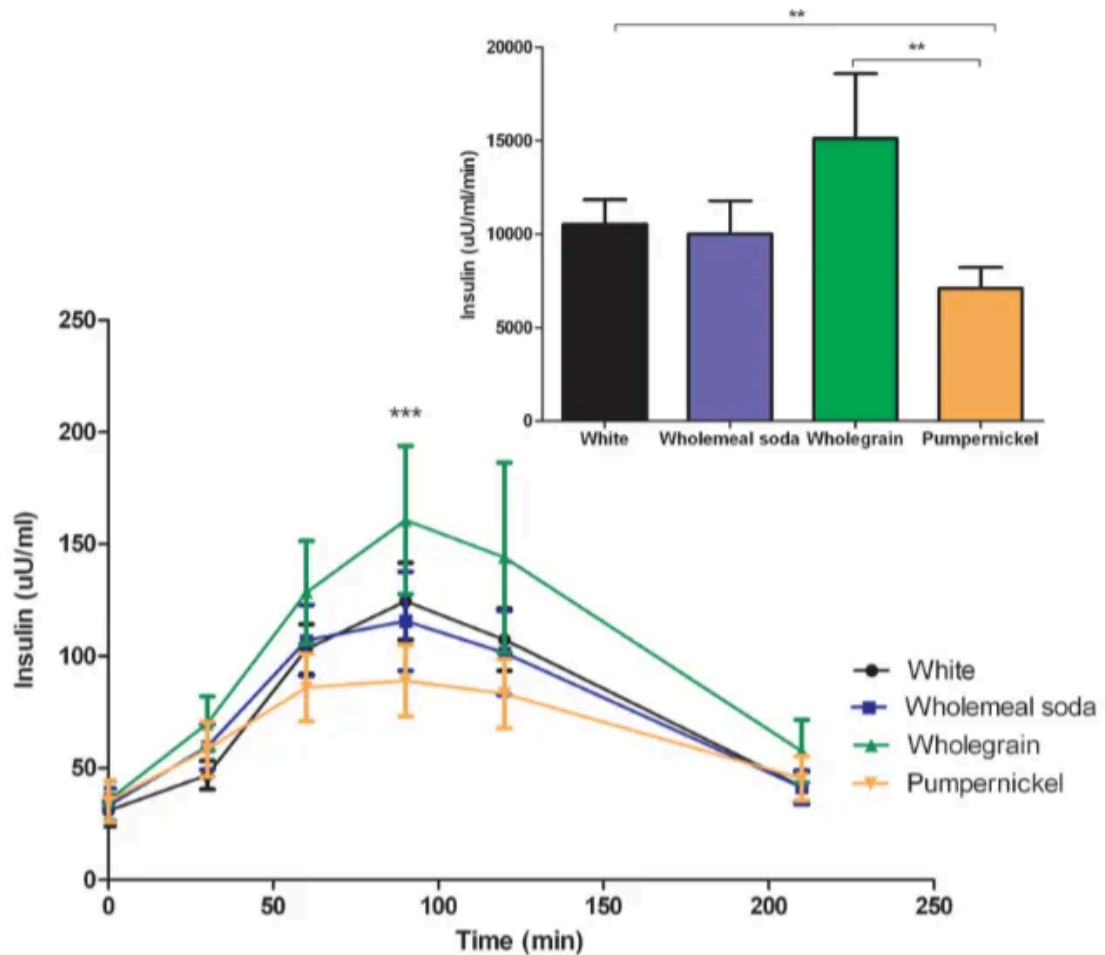 **
**
20000
15000
10000
5000
0
Insulin (uU/ml/min)
White
Wholemeal soda
Wholegrain
Pumpernickel
250
200
150
100
50
0
Insulin (uU/ml)
***
White
Wholemeal soda
Wholegrain
Pumpernickel
0 50 100 150 200 250
Time (min)